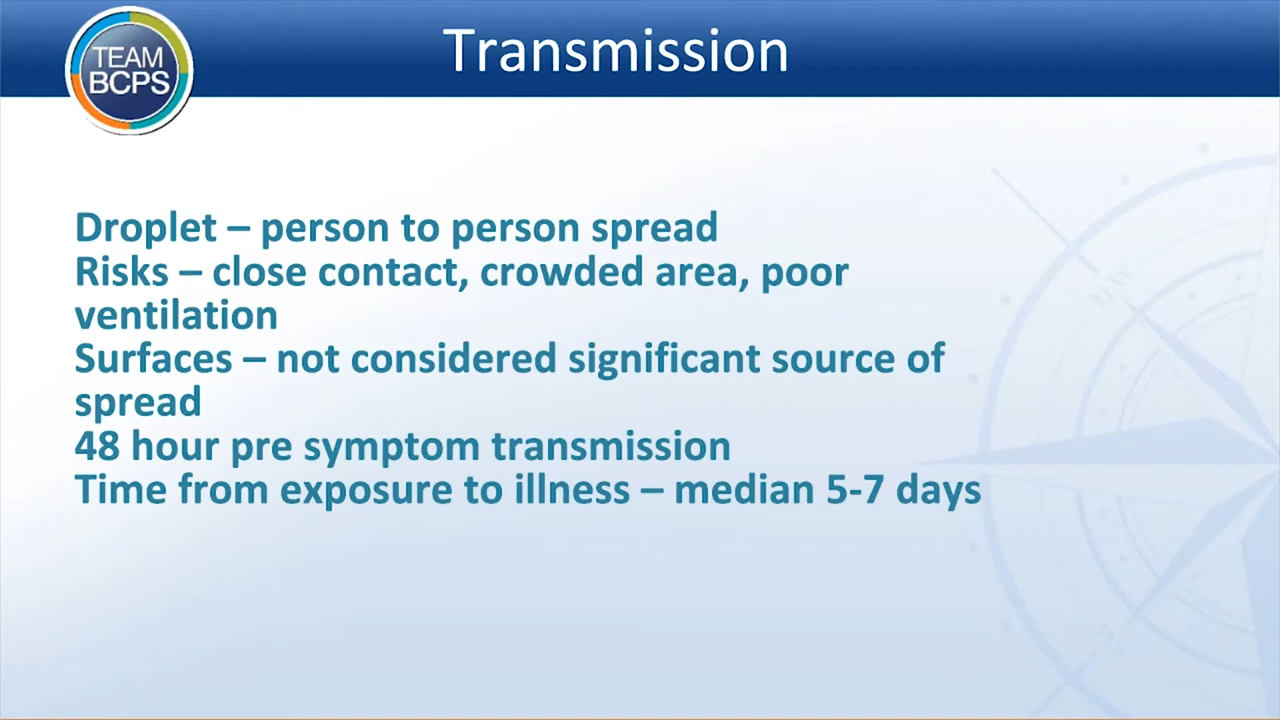 Transmission
TEAM
BCPS
Droplet – person to person spread
Risks – close contact, crowded area, poor
ventilation
Surfaces – not considered significant source of
spread
48 hour pre symptom transmission
Time from exposure to illness – median 5-7 days